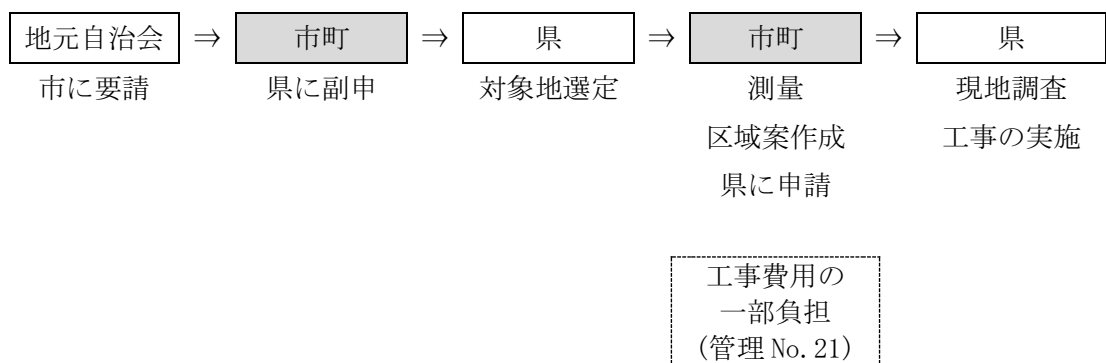 地元自治会 ⇒ 市町 ⇒ 県 ⇒ 市町 ⇒ 県
市に要請 県に副申 対象地選定 測量 現地調査
区域案作成 工事の実施
県に申請
工事費用の
一部負担
(管理 No.21)